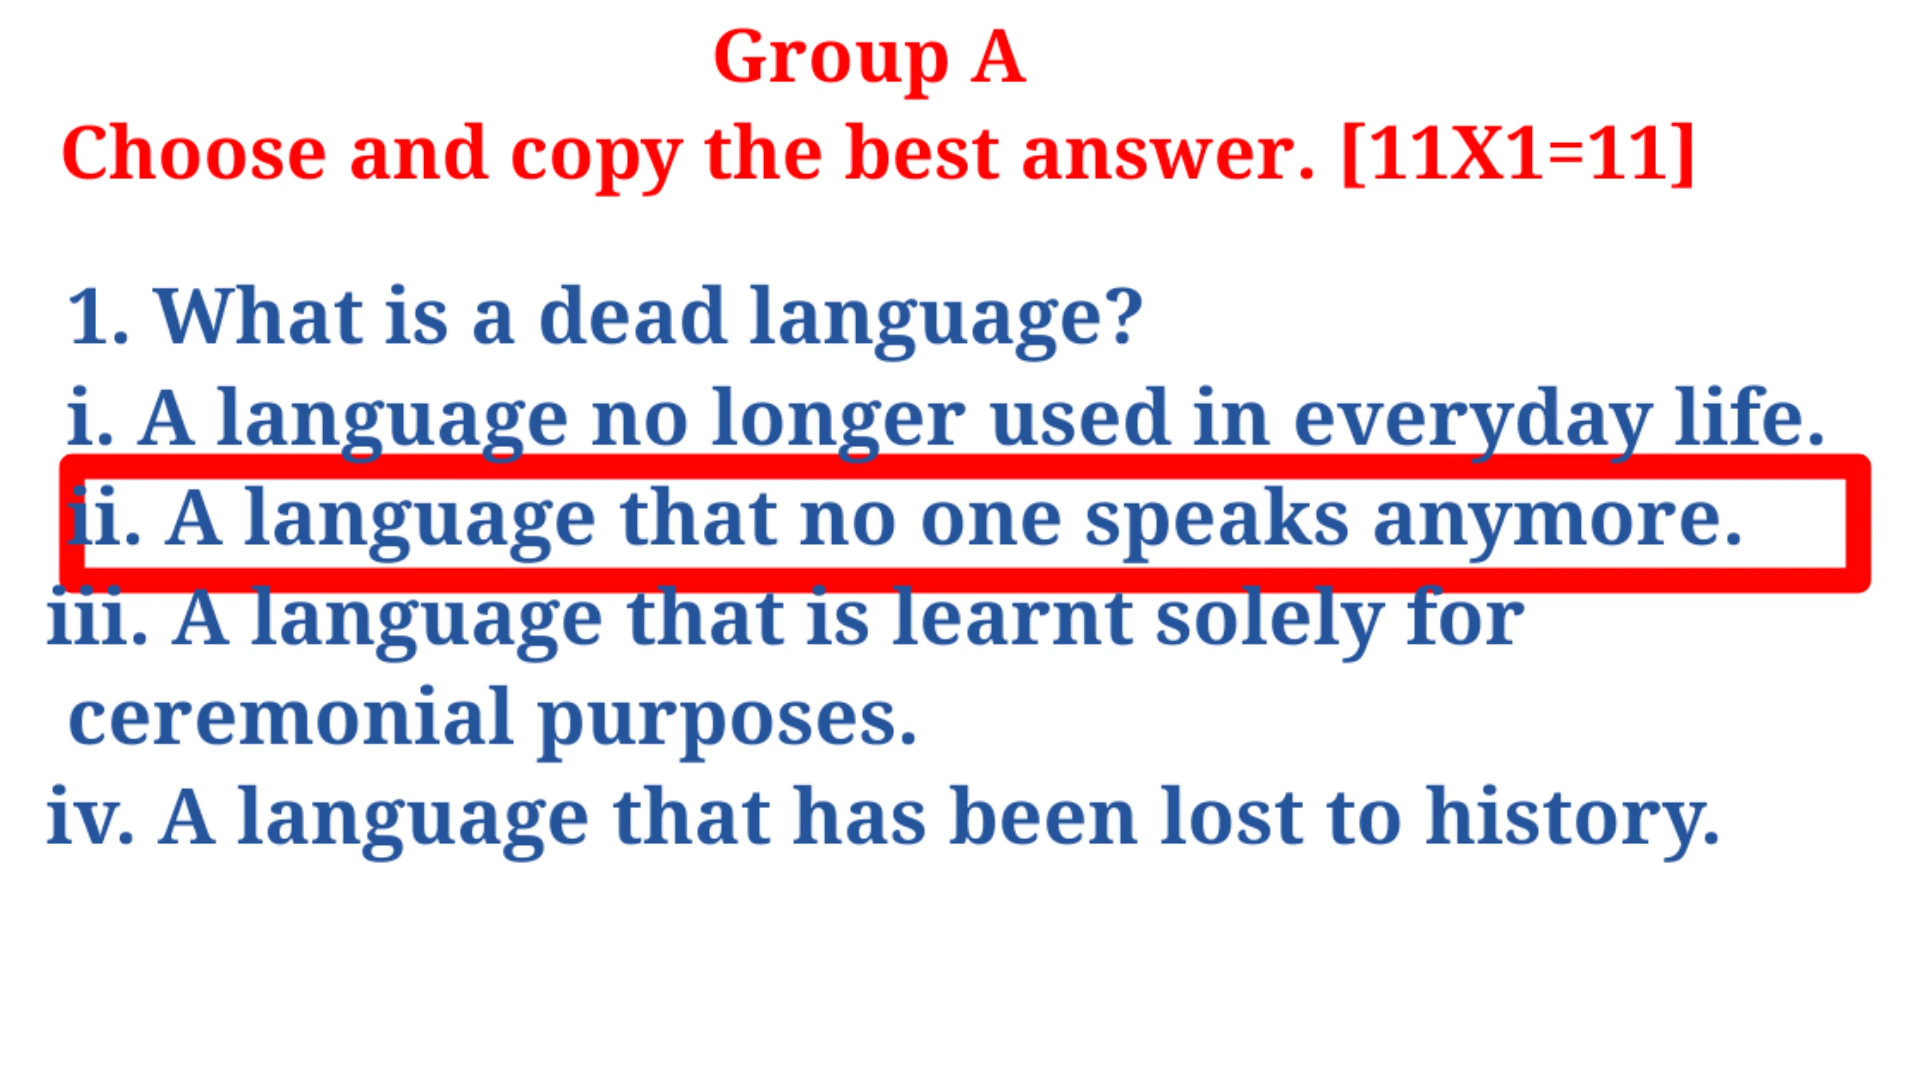 Group A
Choose and copy the best answer. [11X1=11]
1. What is a dead language?
i. A language no longer used in everyday life.
ii. A language that no one speaks anymore.
iii. A language that is learnt solely for
ceremonial purposes.
iv. A language that has been lost to history.